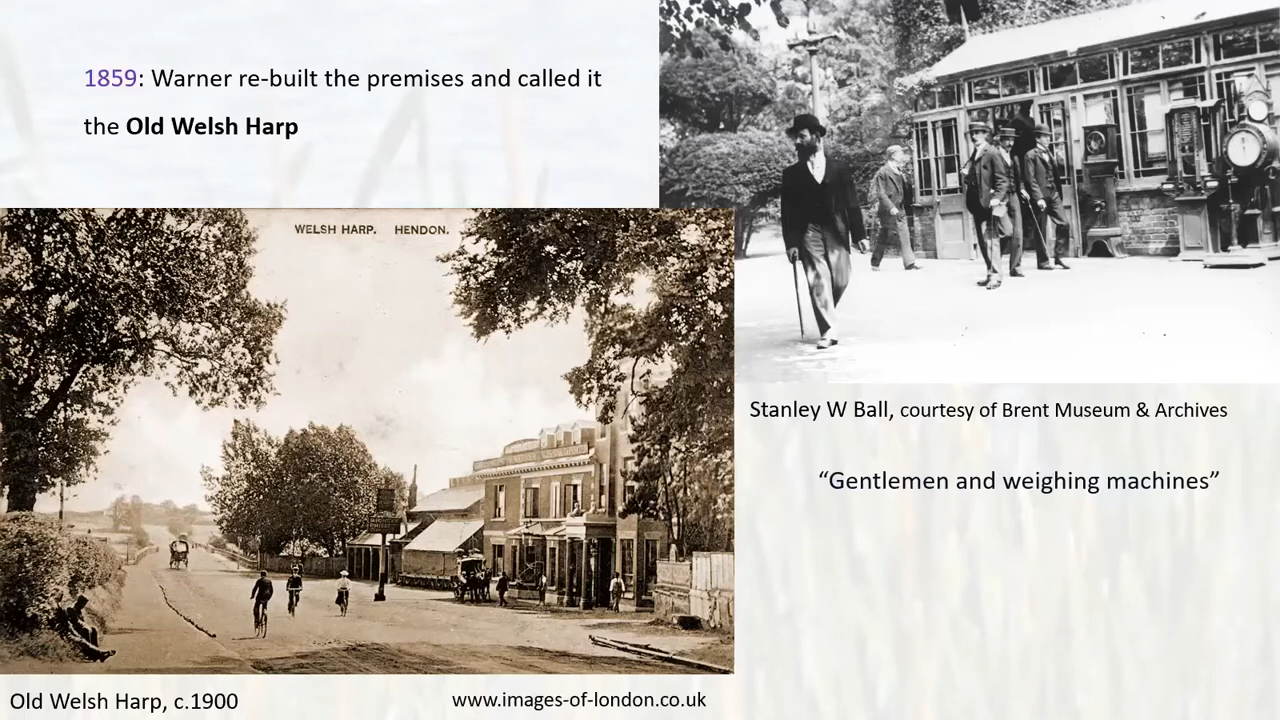 1859: Warner re-built the premises and called it
the Old Welsh Harp
WELSH HARP. HENDON.
Stanley W Ball, courtesy of Brent Museum & Archives
“Gentlemen and weighing machines”
Old Welsh Harp, c.1900
www.images-of-london.co.uk